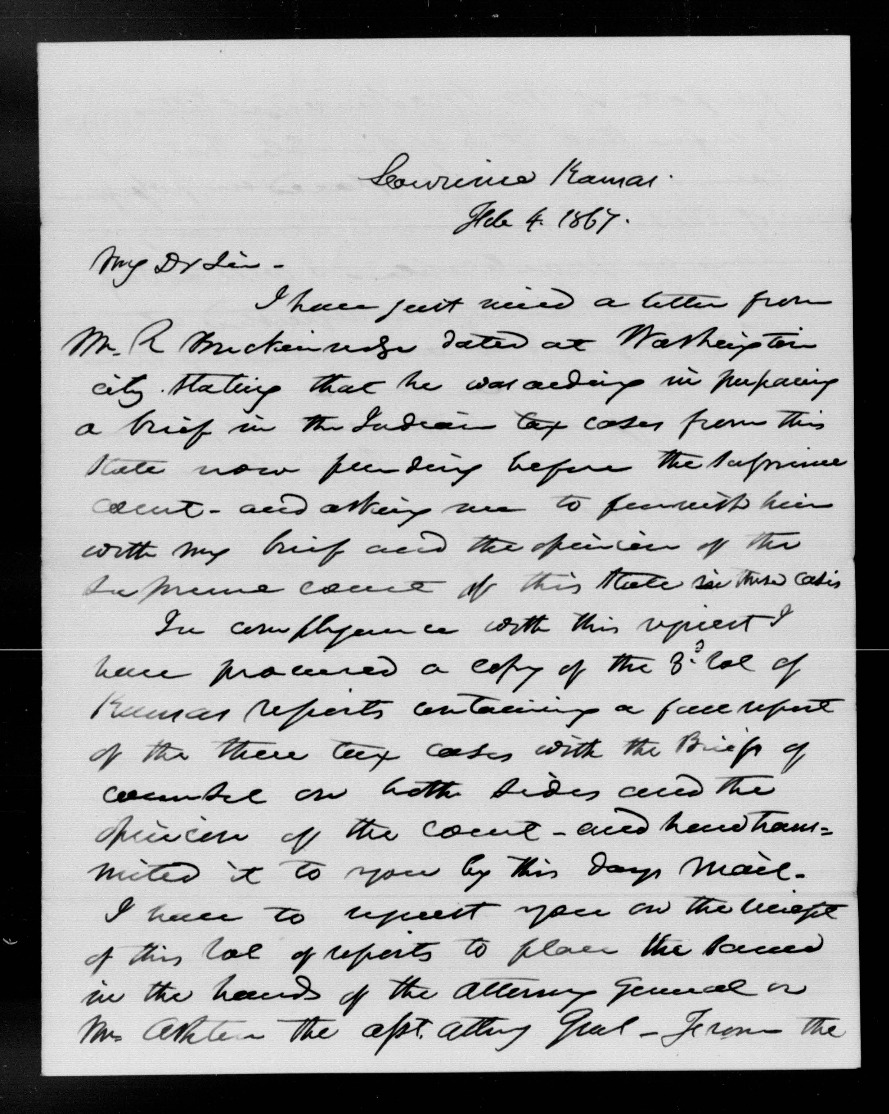 Lawrence Kansas.
Feb 4. 1867.
My Dr Sir -
I have just recd a letter from
Mr. R Breckinridge dated at Washington
city. Stating that he was aiding in preparing
a brief in the Indian tax cases from this
State now pending before the Supreme
Court - and asking me to furnish him
with my brief and the opinion of the
Supreme court of this State in these cases
In complyance with this request I
have procured a copy of the 3d. Vol of
Kansas reports containing a full report
of the three tax cases with the Briefs of
counsel on both sides and the
opinion of the court - and have trans=
mited it to you by this days mail.
I have to request you on the receipt
of this Vol of reports to place the same
in the hands of the Attorney General or
Mr Ashton the asst. attny Genl - From the